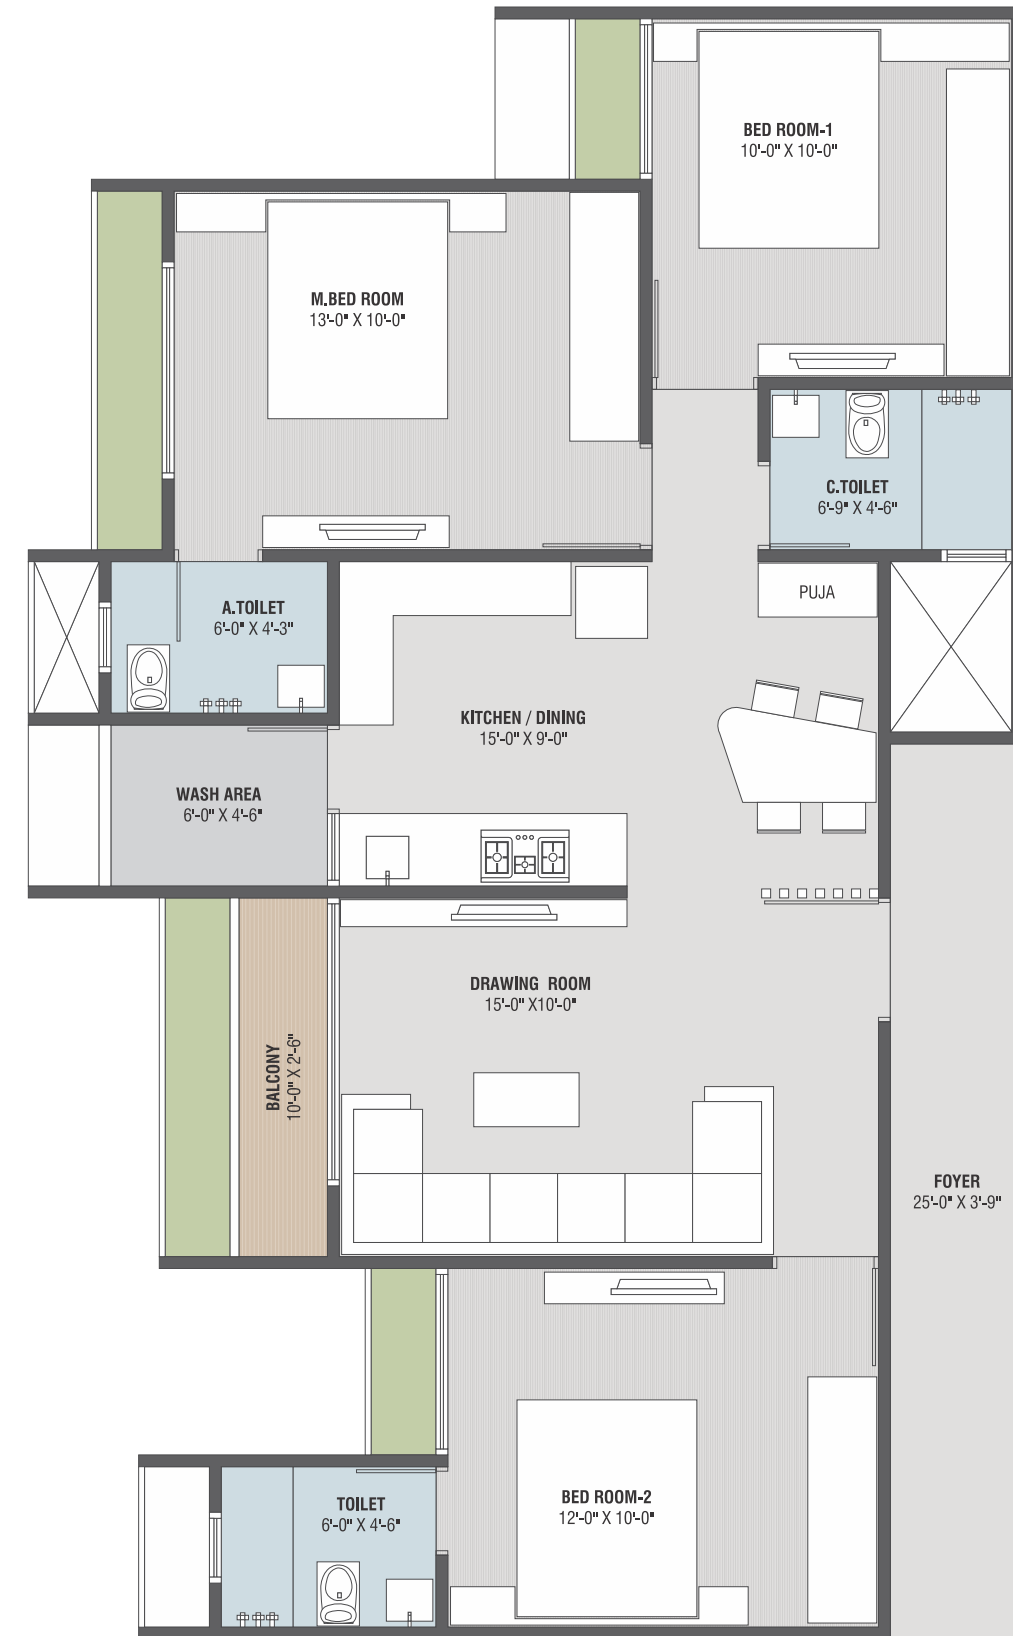 BED ROOM-1
10'-0" X 10'-0"
M.BED ROOM
13'-0" X 10'-0"
C.TOILET
6'-9" X 4'-6"
A.TOILET
6'-0" X 4'-3"
PUJA
KITCHEN / DINING
15'-0" X 9'-0"
WASH AREA
6'-0" X 4'-6"
DRAWING ROOM
15'-0" X10'-0"
BALCONY
10'-0" X 2'-6"
FOYER
25'-0" X 3'-9"
BED ROOM-2
12'-0" X 10'-0"
TOILET
6'-0" X 4'-6"